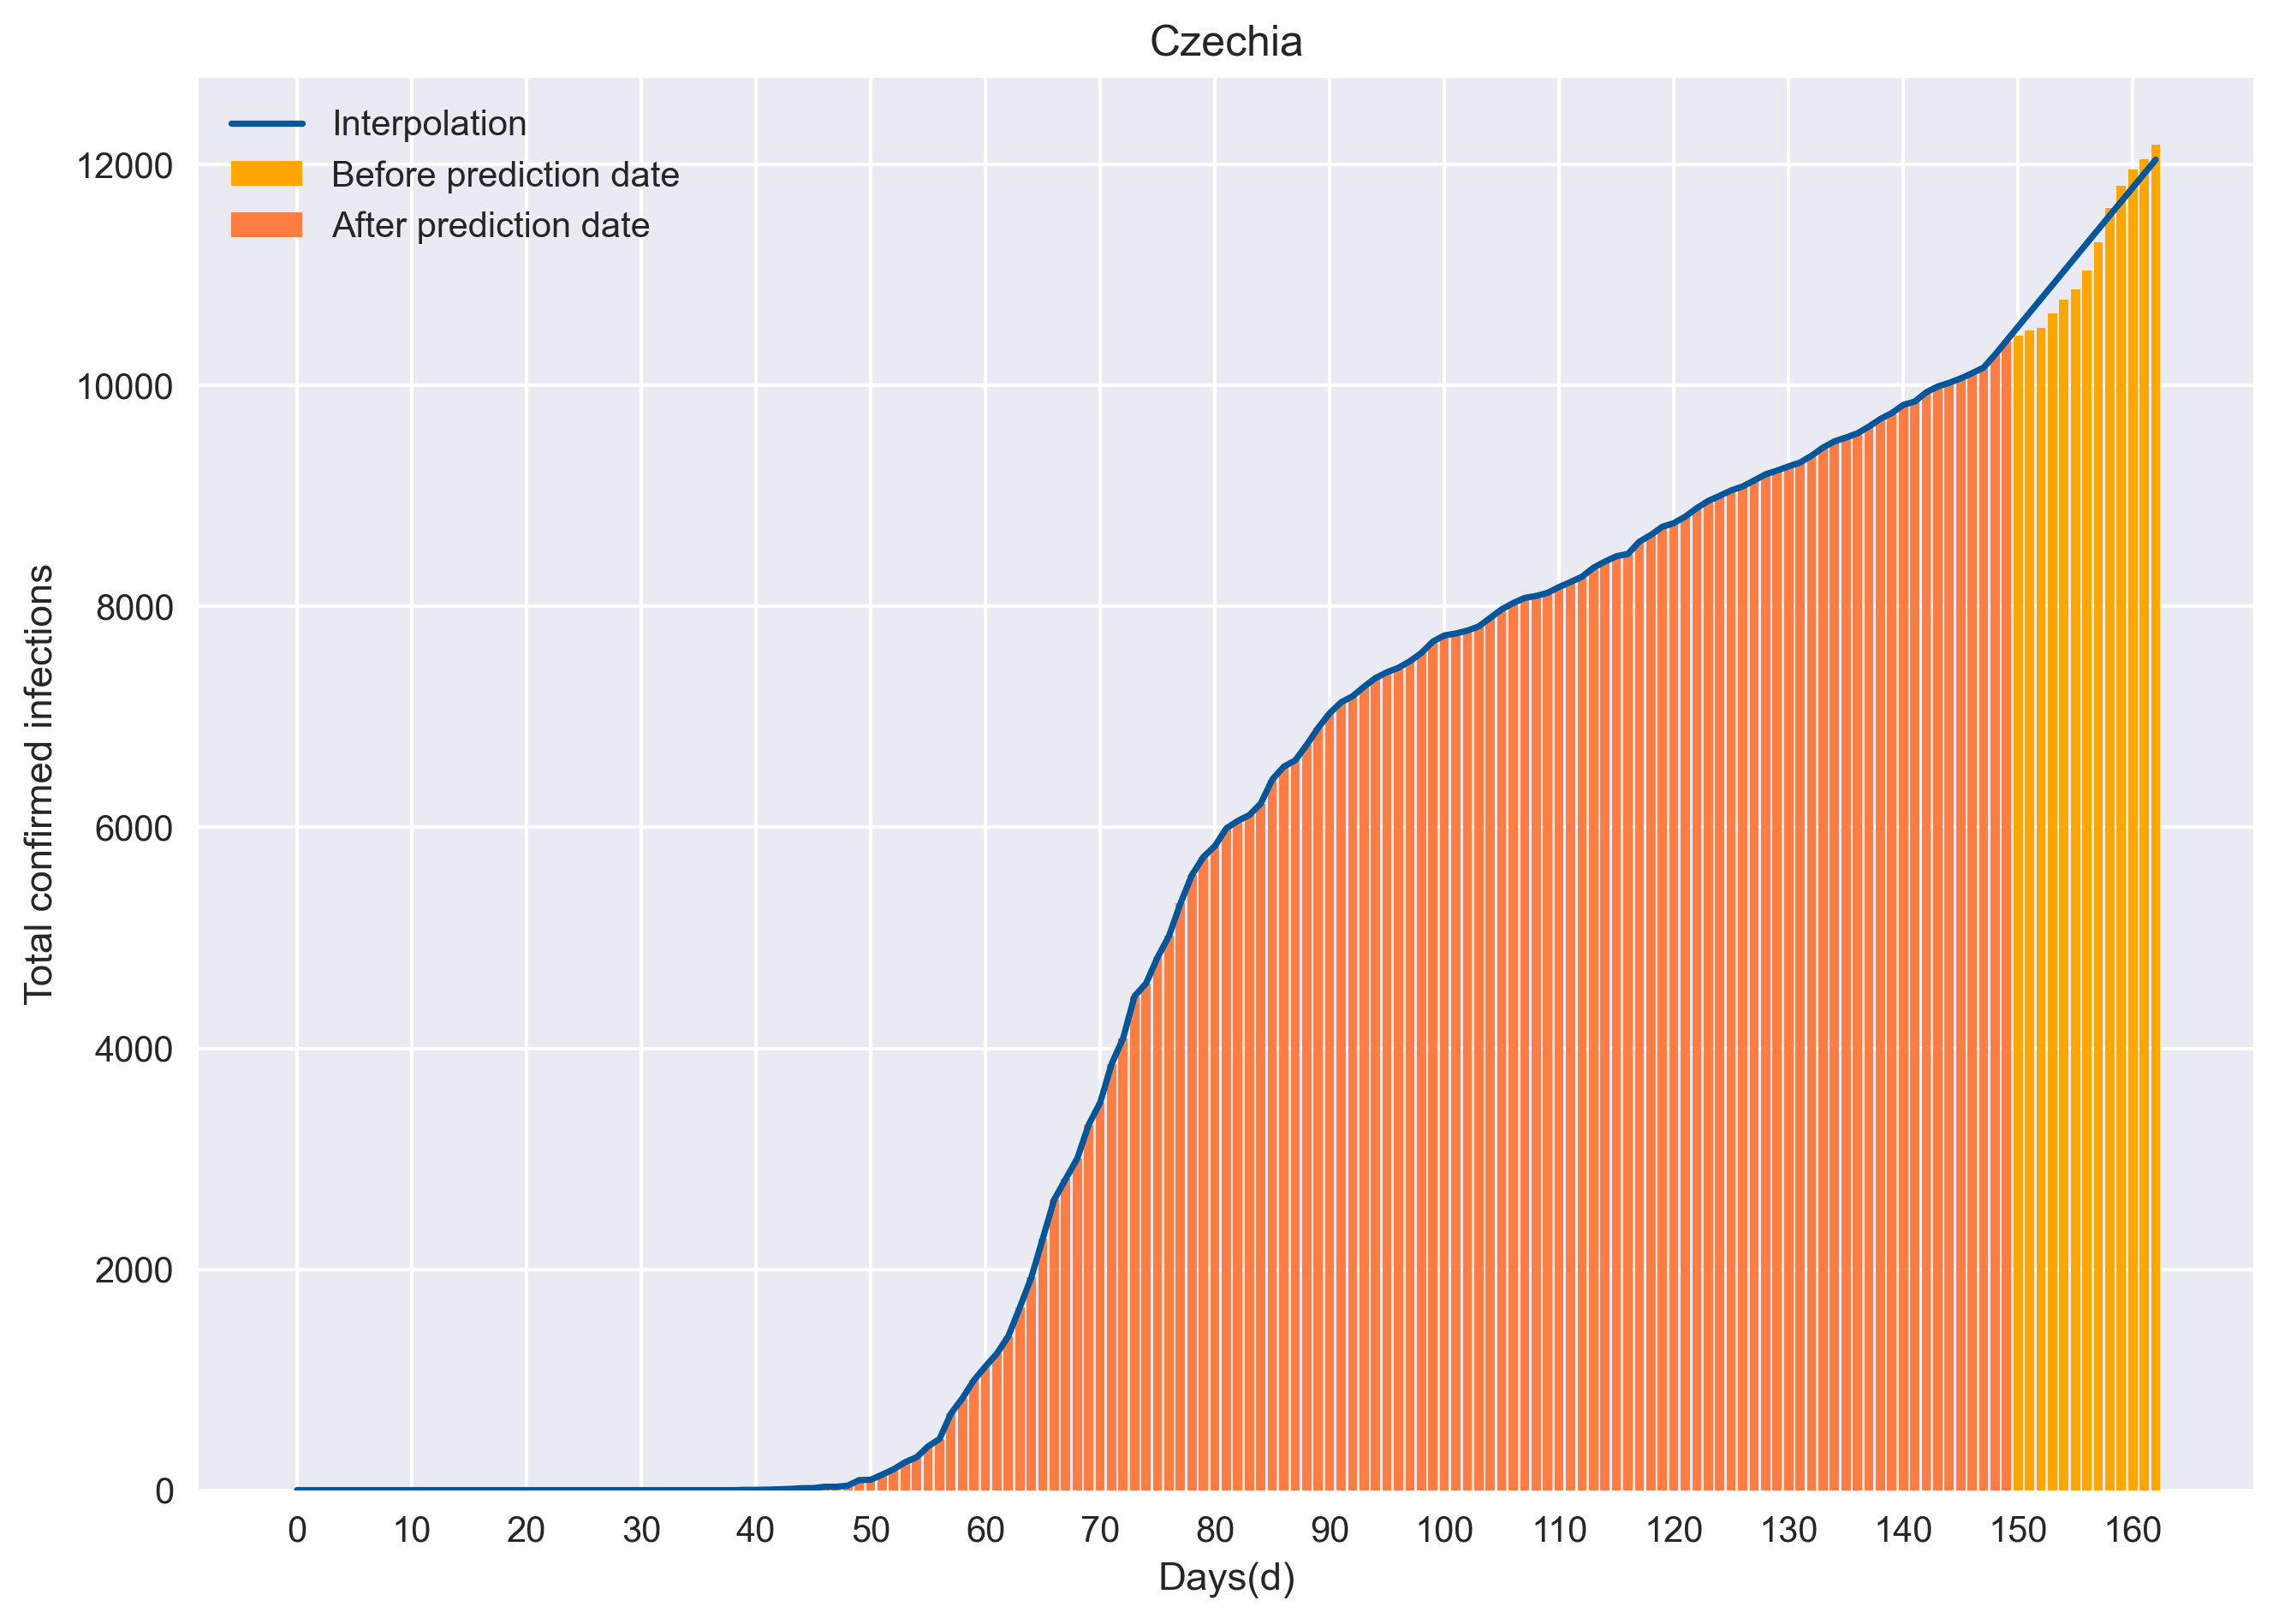 Czechia
Interpolation
Before prediction date
After prediction date
Total confirmed infections
12000
10000
8000
6000
4000
2000
0
0 10 20 30 40 50 60 70 80 90 100 110 120 130 140 150 160
Days(d)